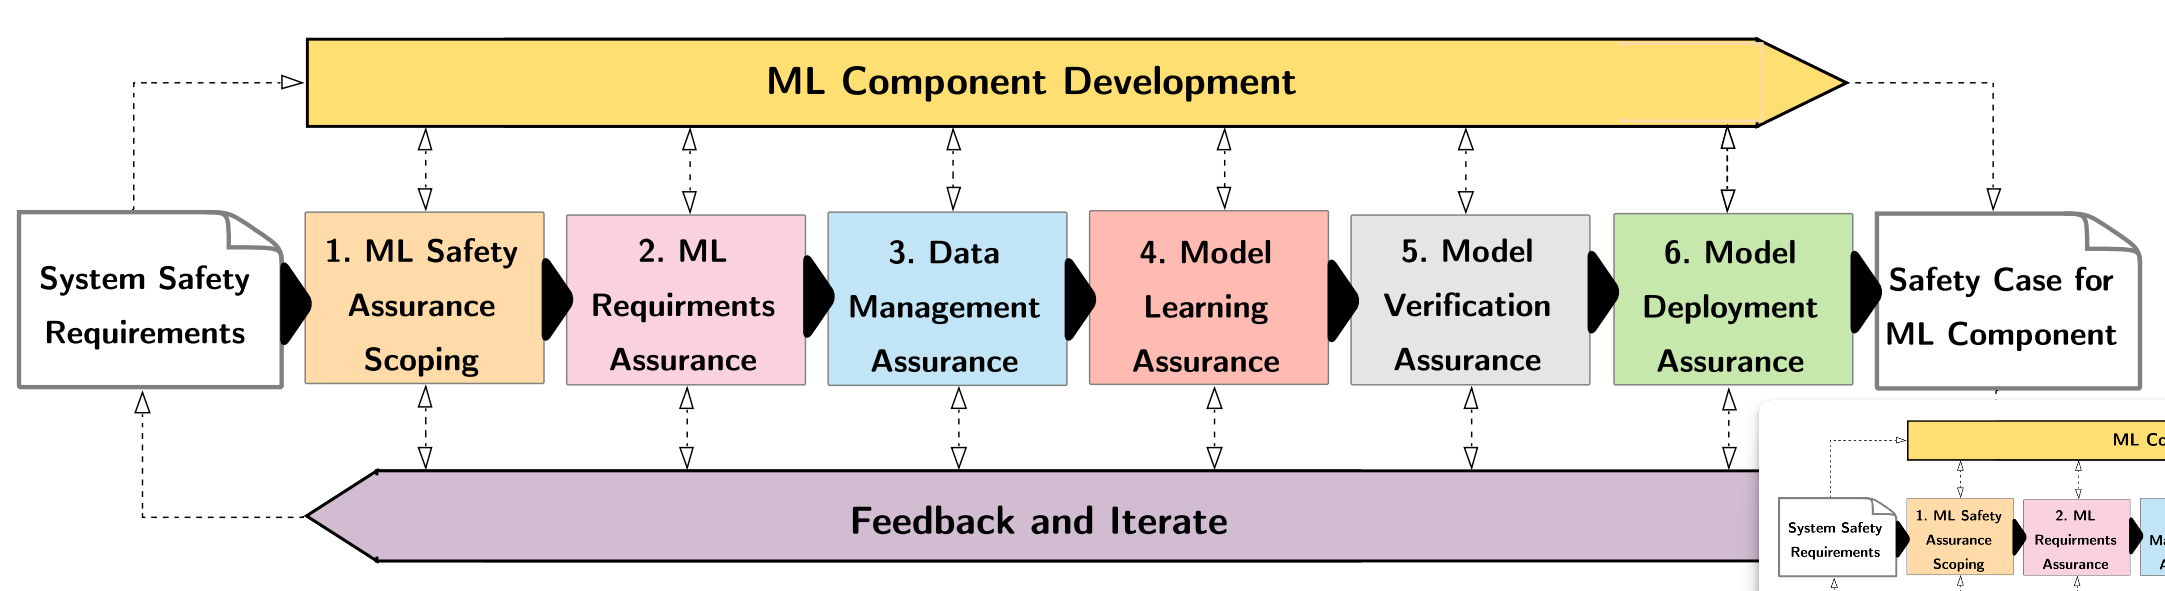 ML Component Development
System Safety
Requirements
1. ML Safety
Assurance
Scoping
2. ML
Requirments
Assurance
3. Data
Management
Assurance
4. Model
Learning
Assurance
5. Model
Verification
Assurance
6. Model
Deployment
Assurance
Safety Case for
ML Component
Feedback and Iterate
ML Co
System Safety
Requirements
1. ML Safety
Assurance
Scoping
2. ML
Requirments
Assurance
Ma
A